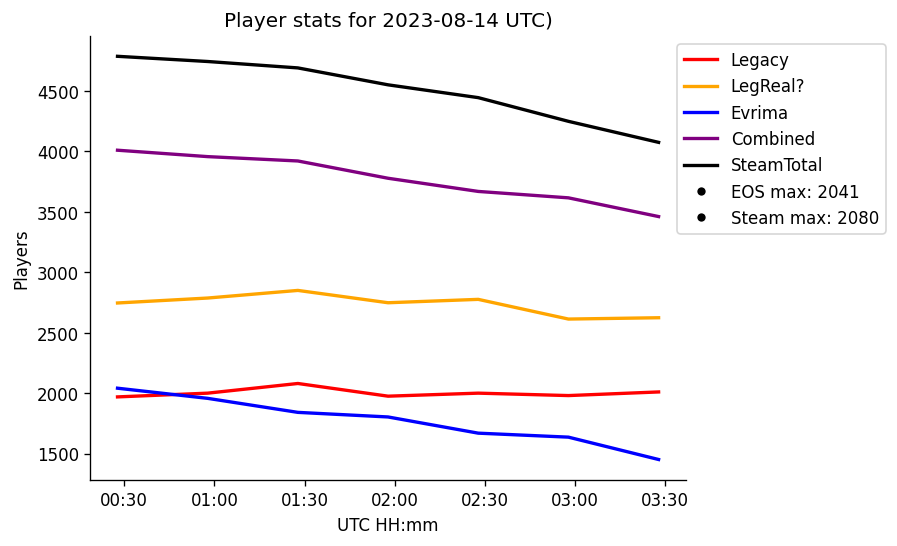 Player stats for 2023-08-14 UTC)
Legacy
LegReal?
Evrima
Combined
SteamTotal
EOS max: 2041
Steam max: 2080
Players
4500
4000
3500
3000
2500
2000
1500
00:30 01:00 01:30 02:00 02:30 03:00 03:30
UTC HH:mm